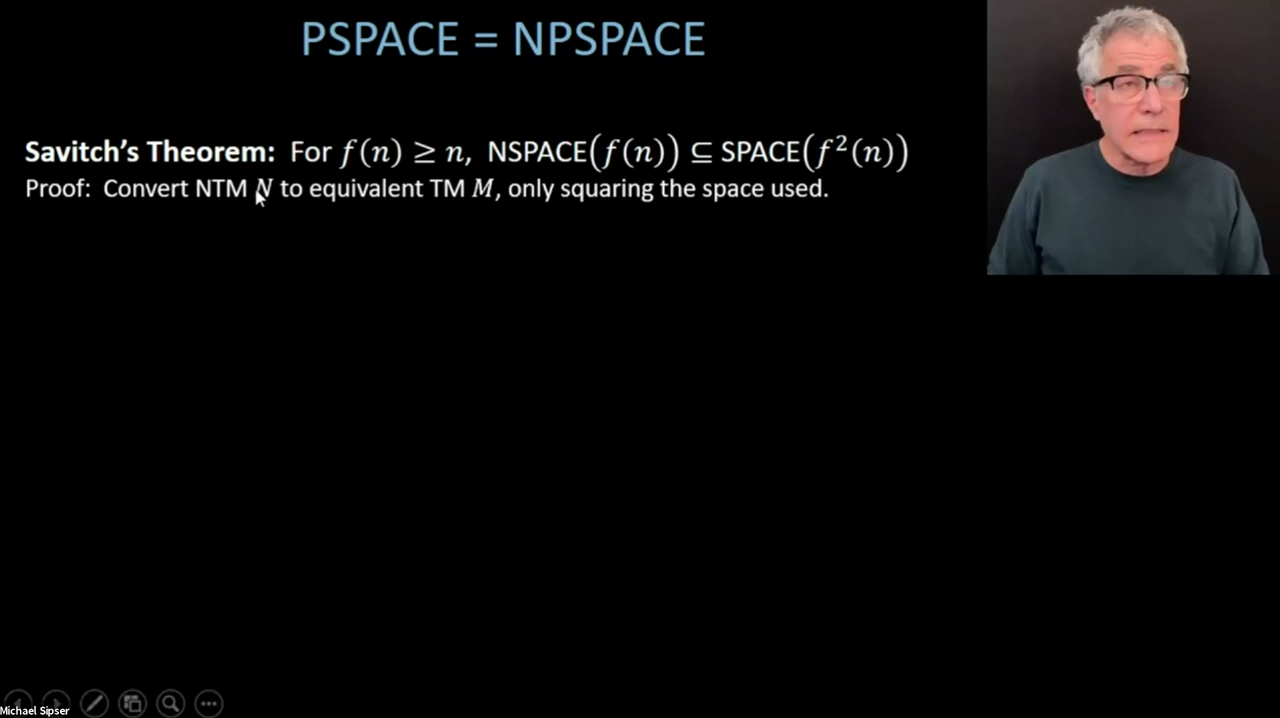 PSPACE = NPSPACE
Savitch's Theorem: For f(n) ≥ n, NSPACE(f(n)) ⊆ SPACE(f²(n))
Proof: Convert NTM N to equivalent TM M, only squaring the space used.
Michael Sipser